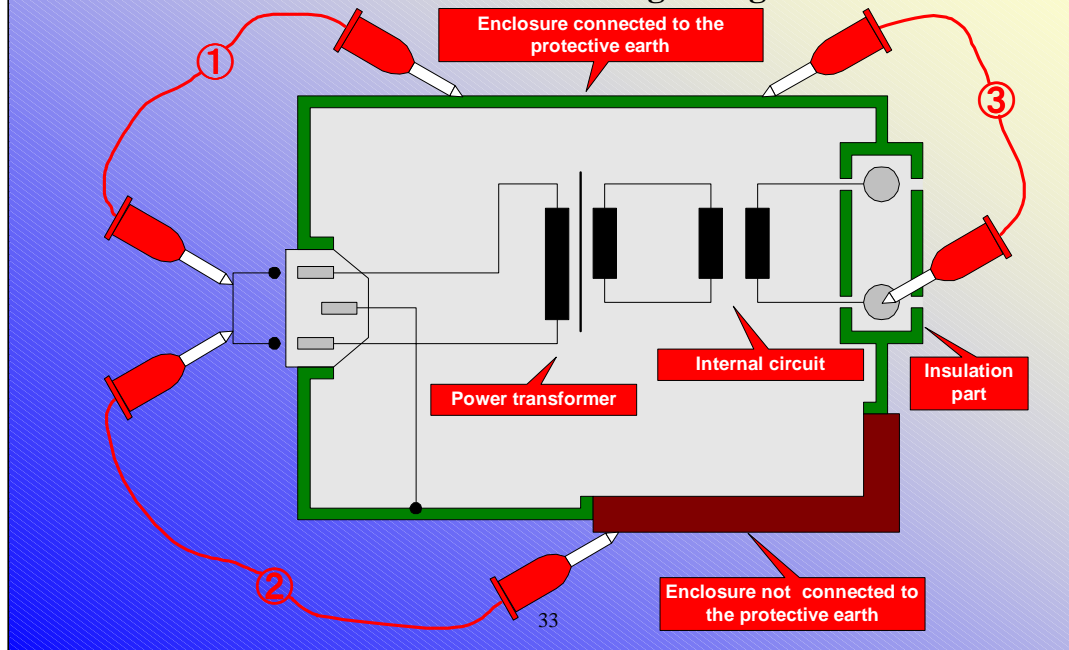 Enclosure connected to the
protective earth
①
③
Internal circuit
Insulation
part
Power transformer
②
Enclosure not connected to
the protective earth
33